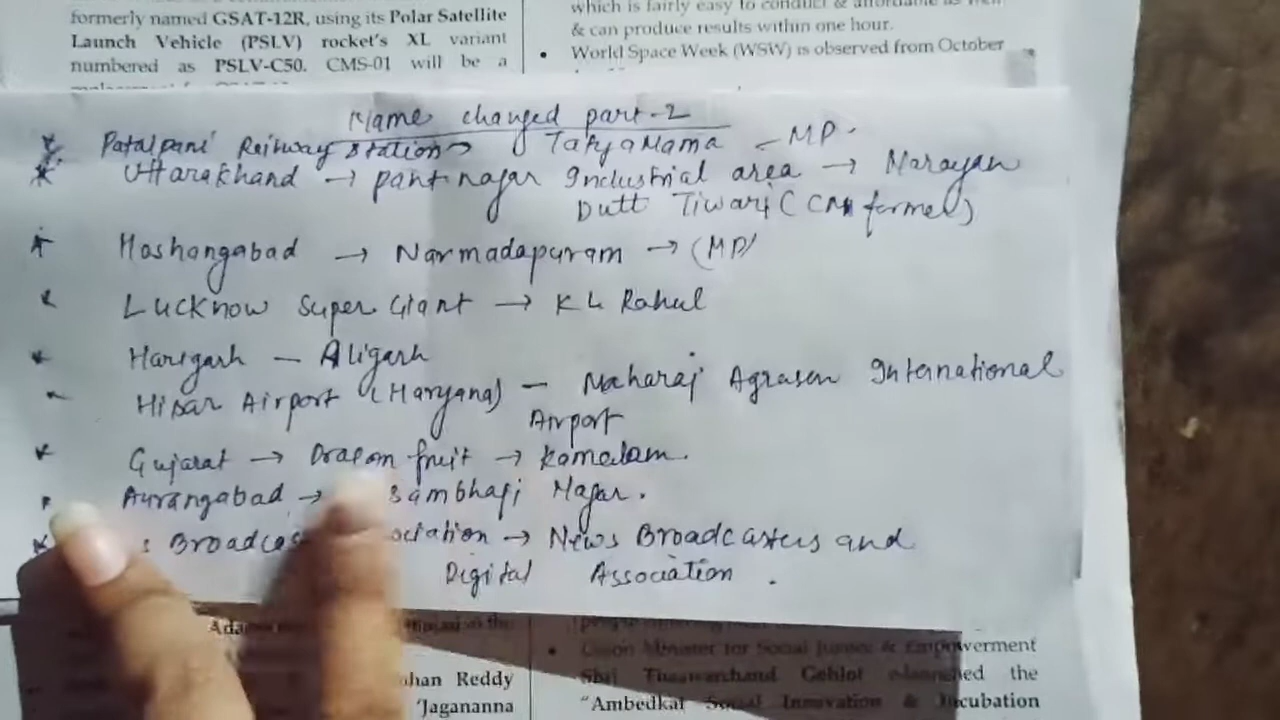 formerly named GSAT-12R, using its Polar Satellite
Launch Vehicle (PSLV) rocket's XL variant
numbered as PSLV-C50. CMS-01 will be a
which is fairly easy to conduct & affordable as well
& can produce results within one hour.
• World Space Week (WSW) is observed from October
Name changed part-2
Patalpani Railway Station → Tatya Mama - MP.
Uttarakhand → pantnagar Industrial area → Narayan
Dutt Tiwari (CM former)
Hoshangabad → Narmadapuram → (MP)
Lucknow Super Giant → KL Rahul
Harigarh - Aligarh
Hisar Airport (Haryana) - Maharaj Agrasen International
Airport
Gujarat → Dragon fruit → Kamalam.
Aurangabad → Sambhaji Nagar.
Broadcas ociation → News Broadcasters and
Digital Association.
the
• Union Minister for Social Justice & Empowerment
Shri Thaawarchand Gehlot e-launched the
"Ambedkar Social Innovation & Incubation
ohan Reddy
'Jagananna